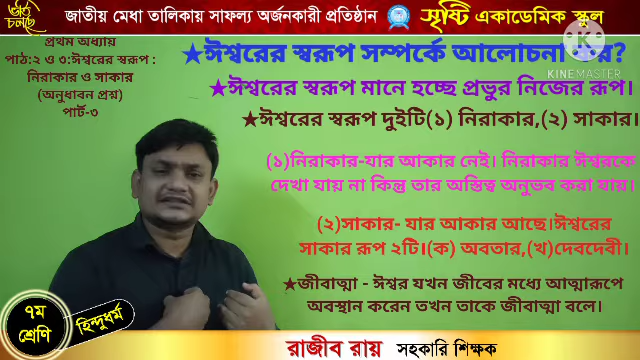 জাতীয় মেধা তালিকায় সাফল্য অর্জনকারী প্রতিষ্ঠান
সৃষ্টি একাডেমিক স্কুল
প্রথম অধ্যায়
পাঠ:২ ও ৩:ঈশ্বরের স্বরূপ :
নিরাকার ও সাকার
(অনুধাবন প্রশ্ন)
পার্ট-৩
★ঈশ্বরের স্বরূপ সম্পর্কে আলোচনা কর?
KINEMASTER
★ঈশ্বরের স্বরূপ মানে হচ্ছে প্রভুর নিজের রূপ।
★ঈশ্বরের স্বরূপ দুইটি(১) নিরাকার,(২) সাকার।
(১)নিরাকার-যার আকার নেই। নিরাকার ঈশ্বরকে
দেখা যায় না কিন্তু তার অস্তিত্ব অনুভব করা যায়।
(২)সাকার- যার আকার আছে।ঈশ্বরের
সাকার রূপ ২টি।(ক) অবতার,(খ)দেবদেবী।
★জীবাত্মা - ঈশ্বর যখন জীবের মধ্যে আত্মারূপে
অবস্থান করেন তখন তাকে জীবাত্মা বলে।
৭ম
শ্রেণি
হিন্দুধর্ম
রাজীব রায় সহকারি শিক্ষক